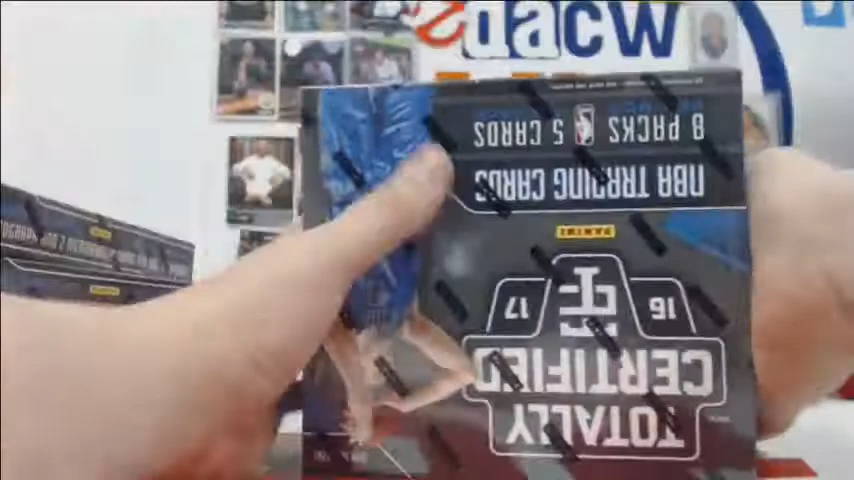 dacw
TOTALLY
CERTIFIED
16 17
PANINI
NBA TRADING CARDS
8 PACKS 5 CARDS